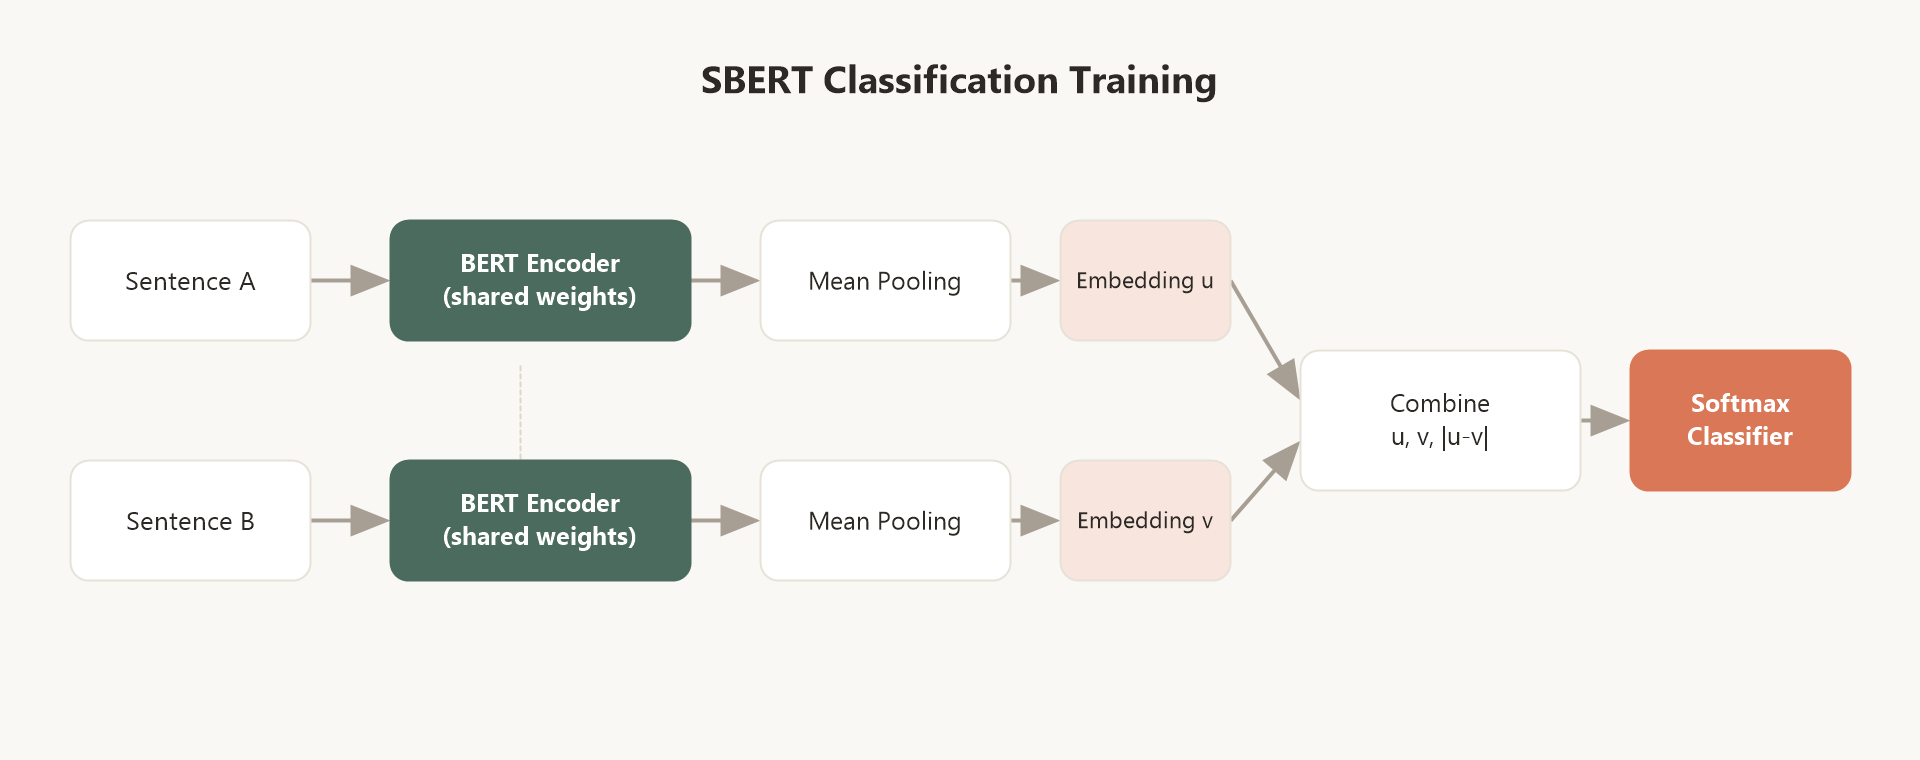 SBERT Classification Training
Sentence A
BERT Encoder
(shared weights)
Mean Pooling
Embedding u
Sentence B
BERT Encoder
(shared weights)
Mean Pooling
Embedding v
Combine
u, v, |u-v|
Softmax
Classifier